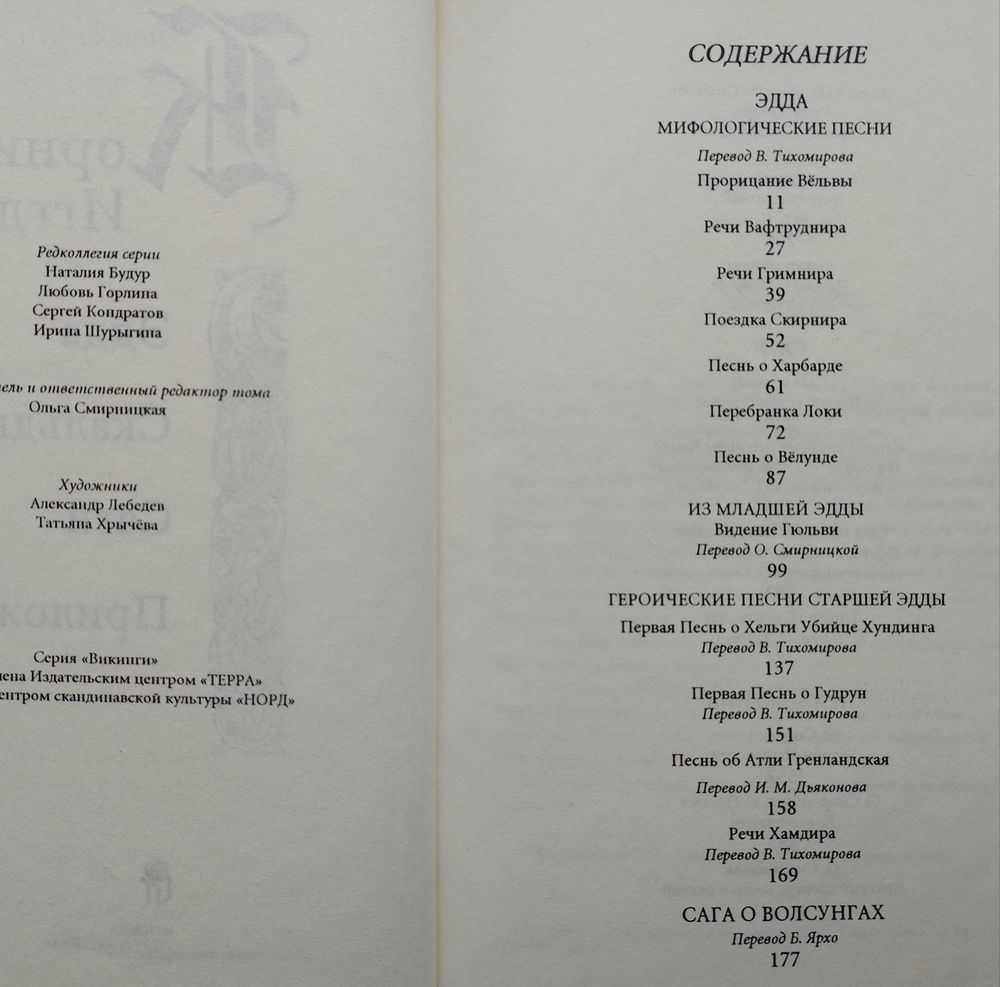 Редколлегия серии
Наталия Будур
Любовь Горлина
Сергей Кондратов
Ирина Шурыгина
и ответственный редактор тома
Ольга Смирницкая
Художники
Александр Лебедев
Татьяна Хрычёва
Серия «Викинги»
Издательским центром «ТЕРРА»
скандинавской культуры «НОРД»
СОДЕРЖАНИЕ
ЭДДА
МИФОЛОГИЧЕСКИЕ ПЕСНИ
Перевод В. Тихомирова
Прорицание Вёльвы
11
Речи Вафтруднира
27
Речи Гримнира
39
Поездка Скирнира
52
Песнь о Харбарде
61
Перебранка Локи
72
Песнь о Вёлунде
87
ИЗ МЛАДШЕЙ ЭДДЫ
Видение Гюльви
Перевод О. Смирницкой
99
ГЕРОИЧЕСКИЕ ПЕСНИ СТАРШЕЙ ЭДДЫ
Первая Песнь о Хельги Убийце Хундинга
Перевод В. Тихомирова
137
Первая Песнь о Гудрун
Перевод В. Тихомирова
151
Песнь об Атли Гренландская
Перевод И. М. Дьяконова
158
Речи Хамдира
Перевод В. Тихомирова
169
САГА О ВОЛСУНГАХ
Перевод Б. Ярхо
177